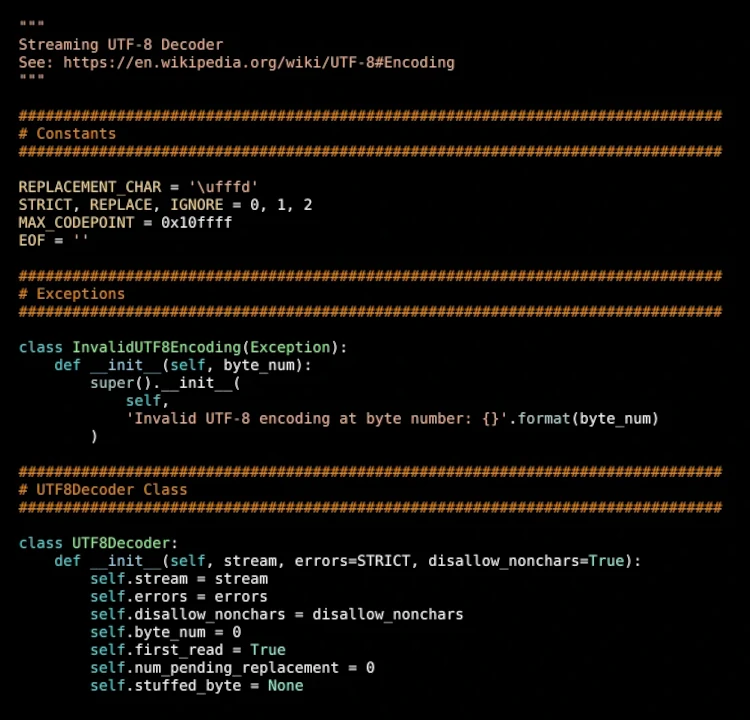 """
Streaming UTF-8 Decoder
See: https://en.wikipedia.org/wiki/UTF-8#Encoding
"""
###############################################################################
# Constants
###############################################################################
REPLACEMENT_CHAR = '\ufffd'
STRICT, REPLACE, IGNORE = 0, 1, 2
MAX_CODEPOINT = 0x10ffff
EOF = ''
###############################################################################
# Exceptions
###############################################################################
class InvalidUTF8Encoding(Exception):
    def __init__(self, byte_num):
        super().__init__(
            self,
            'Invalid UTF-8 encoding at byte number: {}'.format(byte_num)
        )
###############################################################################
# UTF8Decoder Class
###############################################################################
class UTF8Decoder:
    def __init__(self, stream, errors=STRICT, disallow_nonchars=True):
        self.stream = stream
        self.errors = errors
        self.disallow_nonchars = disallow_nonchars
        self.byte_num = 0
        self.first_read = True
        self.num_pending_replacement = 0
        self.stuffed_byte = None